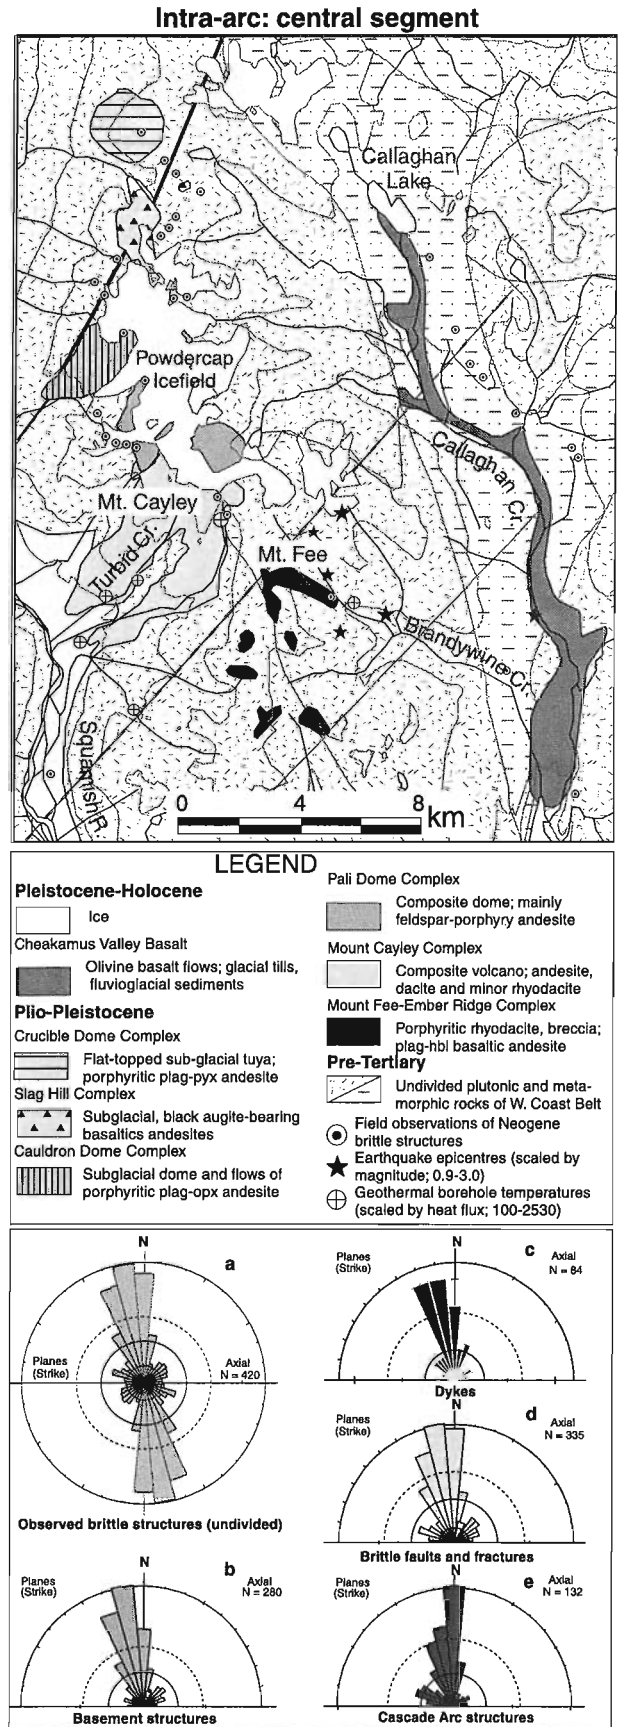 Intra-arc: central segment
Callaghan
Lake
Powdercap
Icefield
Callaghan Cr.
Mt. Cayley
Turbid Cr.
Mt. Fee
Brandywine Cr.
Squamish R.
0 4 8 km
LEGEND
Pleistocene-Holocene
Ice
Cheakamus Valley Basalt
Olivine basalt flows; glacial tills,
fluvioglacial sediments
Plio-Pleistocene
Crucible Dome Complex
Flat-topped sub-glacial tuya;
porphyritic plag-pyx andesite
Slag Hill Complex
Subglacial, black augite-bearing
basaltics andesites
Cauldron Dome Complex
Subglacial dome and flows of
porphyritic plag-opx andesite
Pali Dome Complex
Composite dome; mainly
feldspar-porphyry andesite
Mount Cayley Complex
Composite volcano; andesite,
dacite and minor rhyodacite
Mount Fee-Ember Ridge Complex
Porphyritic rhyodacite, breccia;
plag-hbl basaltic andesite
Pre-Tertiary
Undivided plutonic and meta-
morphic rocks of W. Coast Belt
Field observations of Neogene
brittle structures
Earthquake epicentres (scaled by
magnitude; 0.9-3.0)
Geothermal borehole temperatures
(scaled by heat flux; 100-2530)
N
a
Planes
(Strike)
Axial
N = 420
Observed brittle structures (undivided)
N
b
Planes
(Strike)
Axial
N = 280
Basement structures
N
c
Planes
(Strike)
Axial
N = 84
Dykes
N
d
Planes
(Strike)
Axial
N = 335
Brittle faults and fractures
N
e
Planes
(Strike)
Axial
N = 132
Cascade Arc structures